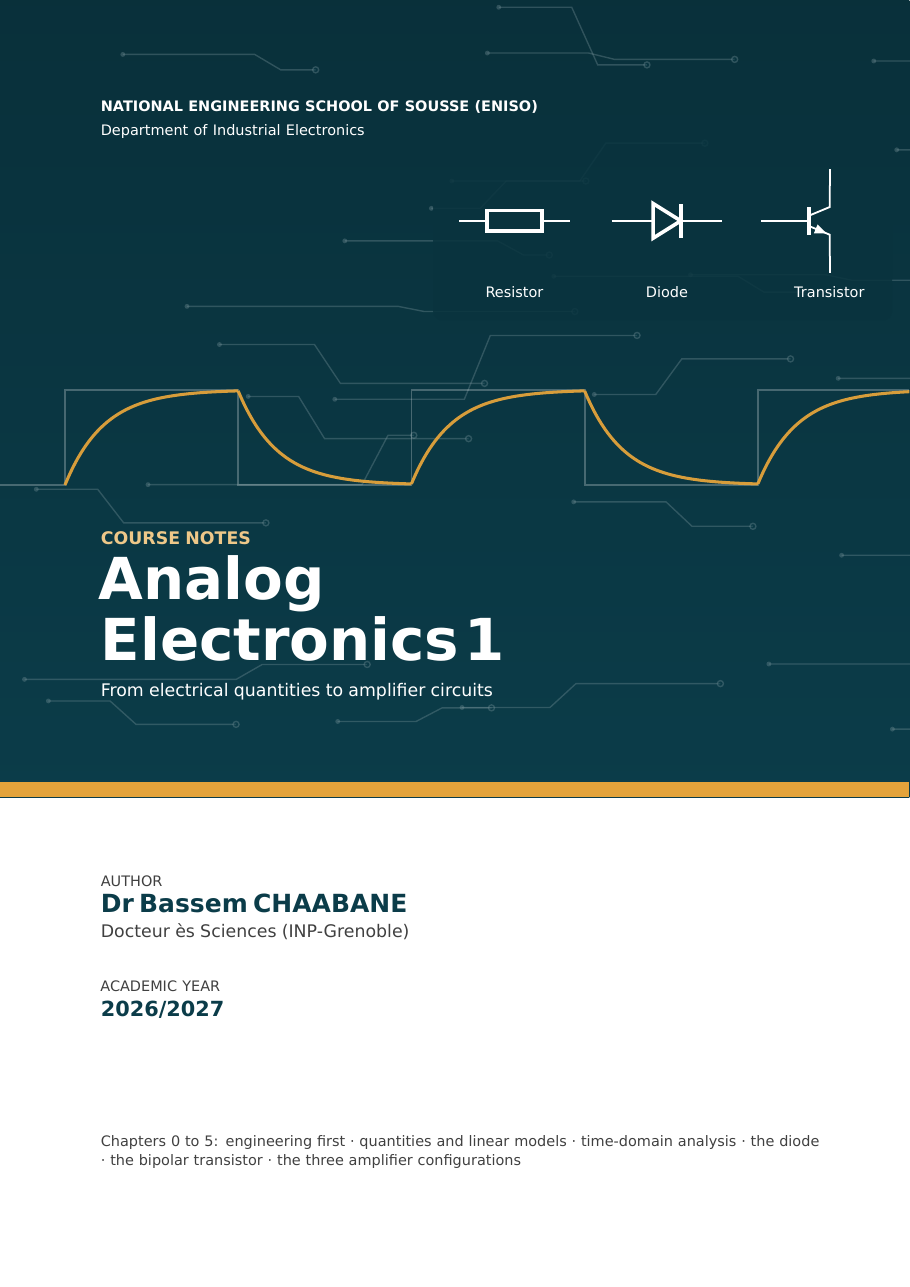 NATIONAL ENGINEERING SCHOOL OF SOUSSE (ENISO)
Department of Industrial Electronics
Resistor Diode Transistor
COURSE NOTES
Analog
Electronics 1
From electrical quantities to amplifier circuits
AUTHOR
Dr Bassem CHAABANE
Docteur ès Sciences (INP-Grenoble)
ACADEMIC YEAR
2026/2027
Chapters 0 to 5: engineering first · quantities and linear models · time-domain analysis · the diode
· the bipolar transistor · the three amplifier configurations